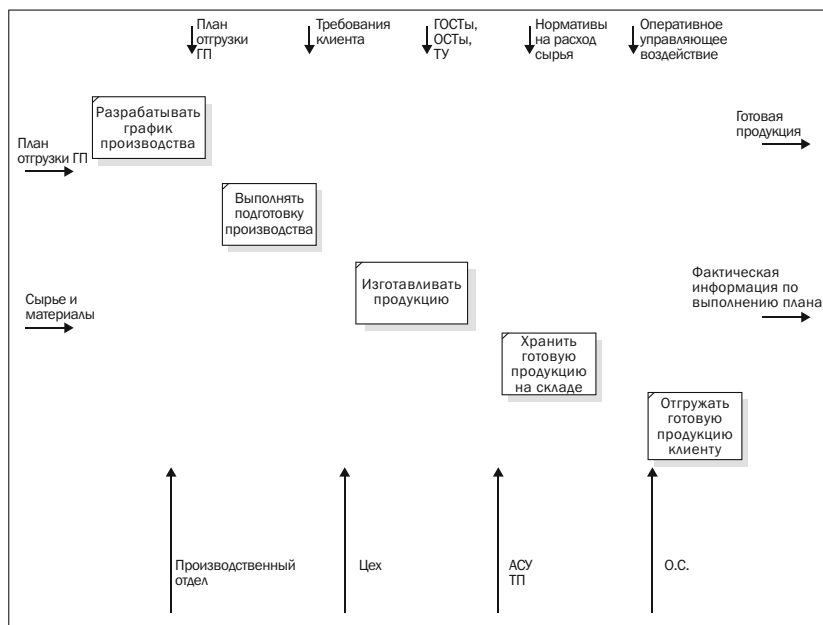 План
отгрузки
ГП
Требования
клиента
ГОСТы,
ОСТы,
ТУ
Нормативы
на расход
сырья
Оперативное
управляющее
воздействие
Разрабатывать
график
производства
План
отгрузки ГП
Готовая
продукция
Выполнять
подготовку
производства
Изготавливать
продукцию
Сырье и
материалы
Фактическая
информация по
выполнению плана
Хранить
готовую
продукцию
на складе
Отгружать
готовую
продукцию
клиенту
Производственный
отдел
Цех
АСУ
ТП
О.С.